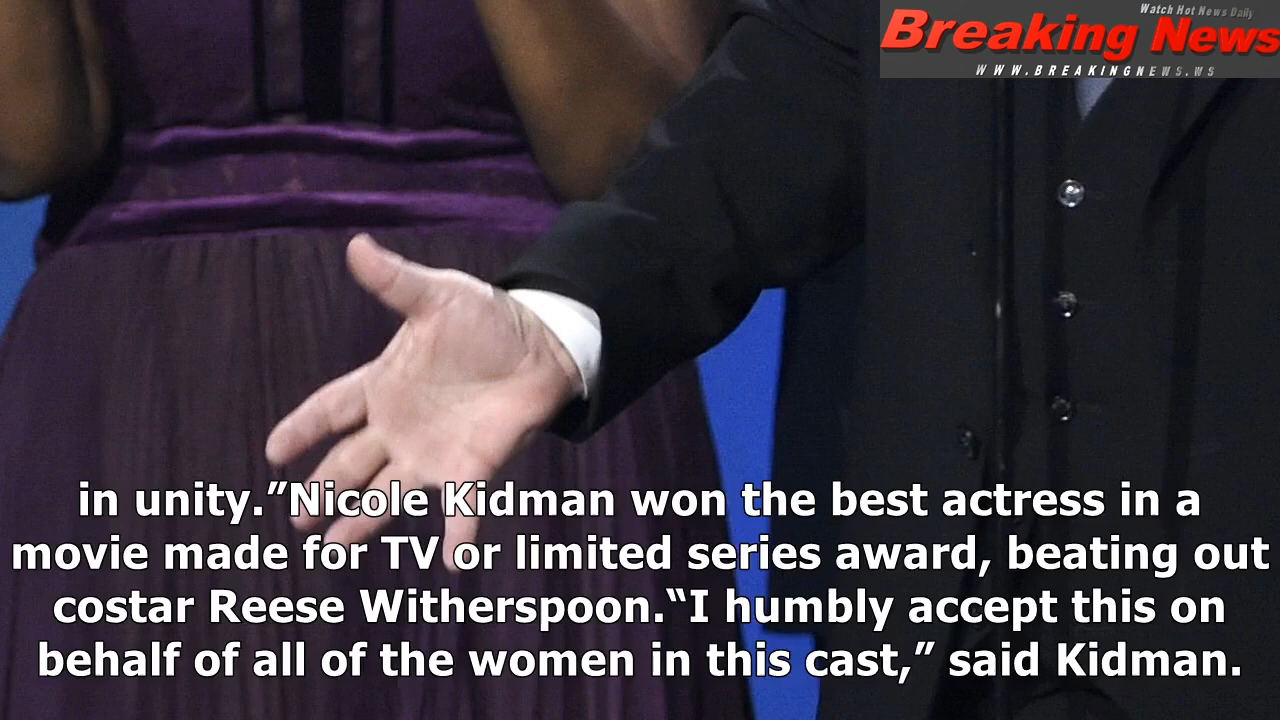 Watch Hot News Daily
Breaking News
WWW.BREAKINGNEWS.WS
in unity.”Nicole Kidman won the best actress in a
movie made for TV or limited series award, beating out
costar Reese Witherspoon.“I humbly accept this on
behalf of all of the women in this cast,” said Kidman.